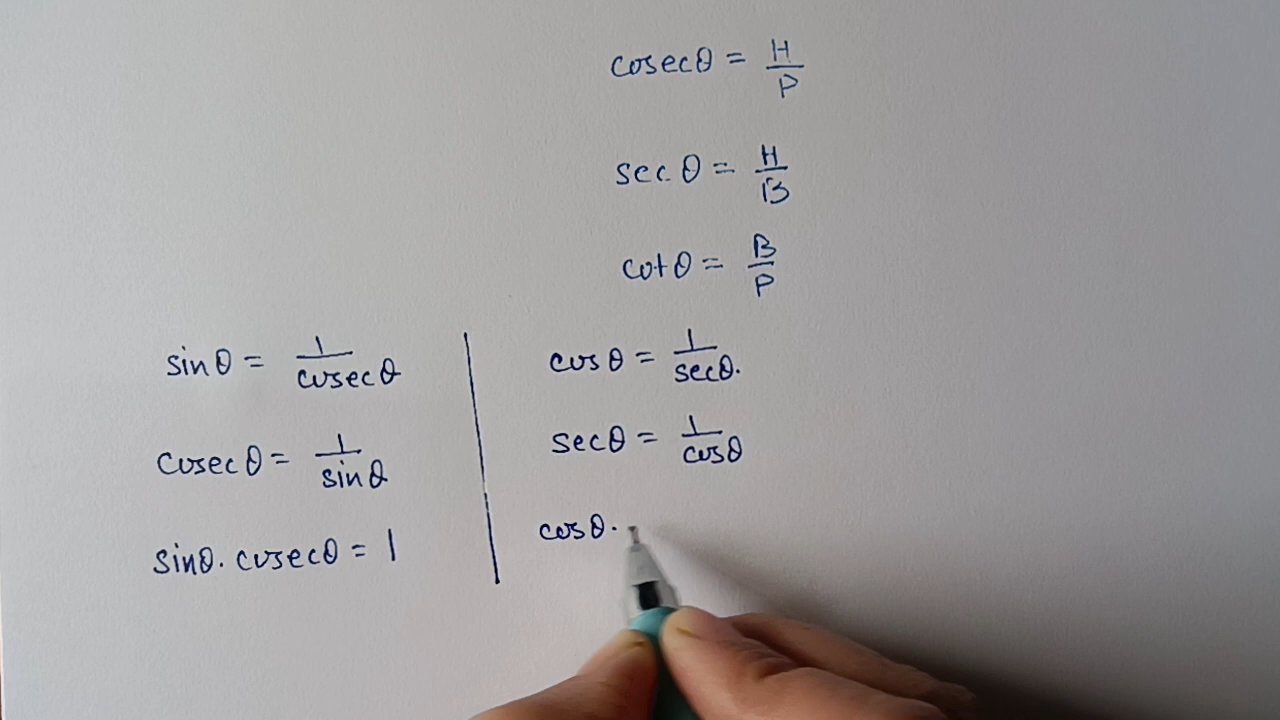 cosecθ = H/P
secθ = H/B
cotθ = B/P
sinθ = 1/cosecθ
cosecθ = 1/sinθ
sinθ. cosecθ = 1
cosθ = 1/secθ.
secθ = 1/cosθ
cosθ.